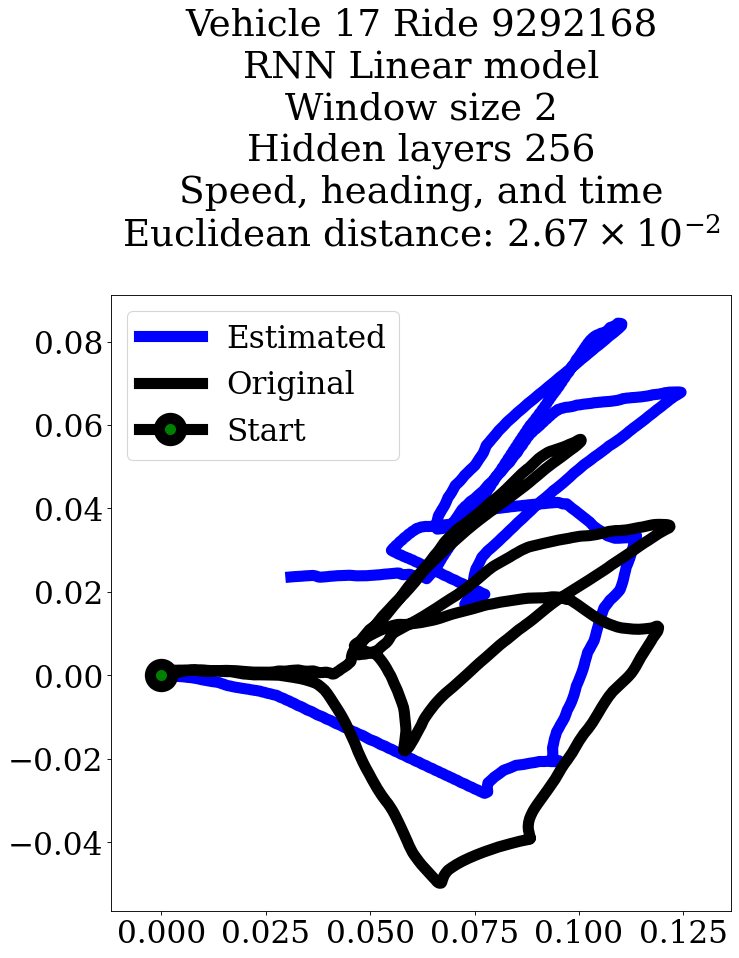 Vehicle 17 Ride 9292168
RNN Linear model
Window size 2
Hidden layers 256
Speed, heading, and time
Euclidean distance: 2.67 × 10⁻²
Estimated
Original
Start
0.08
0.06
0.04
0.02
0.00
−0.02
−0.04
0.000 0.025 0.050 0.075 0.100 0.125